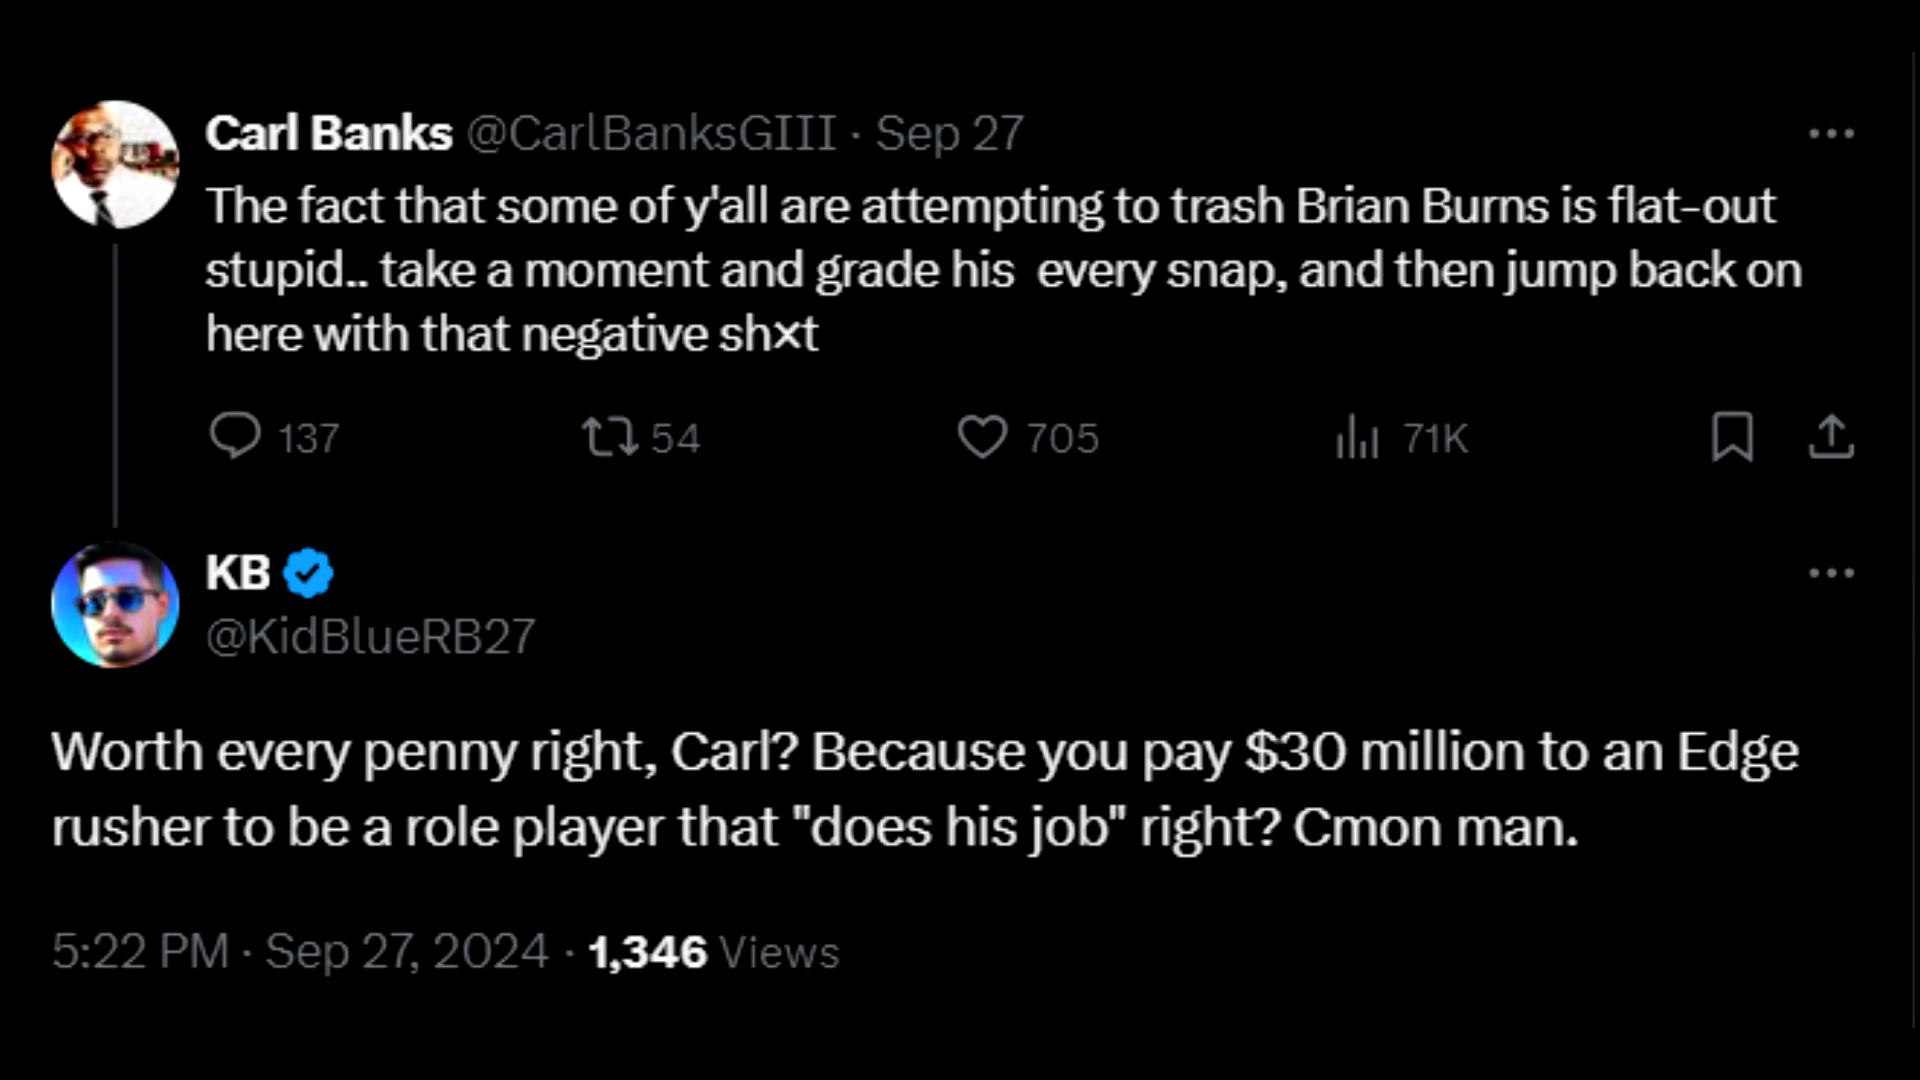 Carl Banks @CarlBanksGIII · Sep 27
The fact that some of y'all are attempting to trash Brian Burns is flat-out
stupid.. take a moment and grade his  every snap, and then jump back on
here with that negative sh×t
137 54 705 71K
KB
@KidBlueRB27
Worth every penny right, Carl? Because you pay $30 million to an Edge
rusher to be a role player that "does his job" right? Cmon man.
5:22 PM · Sep 27, 2024 · 1,346 Views